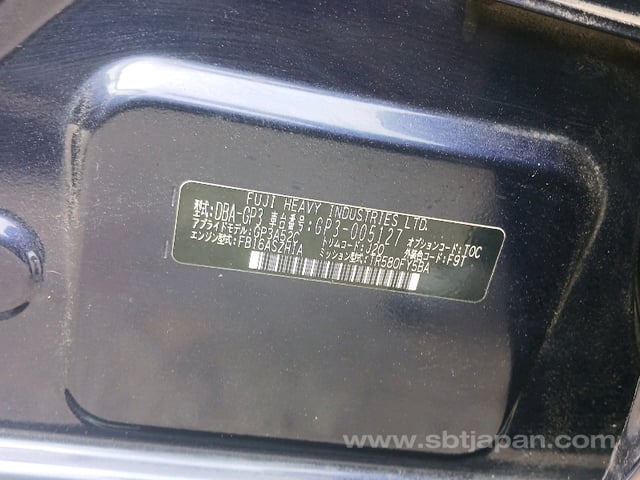 FUJI HEAVY INDUSTRIES LTD.
型式:DBA-GP3 車台番号:GP3-005127
アプライドモデル:GP3A52C トリムコード:J20 オプションコード:IOC
エンジン型式:FB16ASZHYA ミッション型式:TR580FY5BA 外装色コード:F9T
www.sbtjapan.com